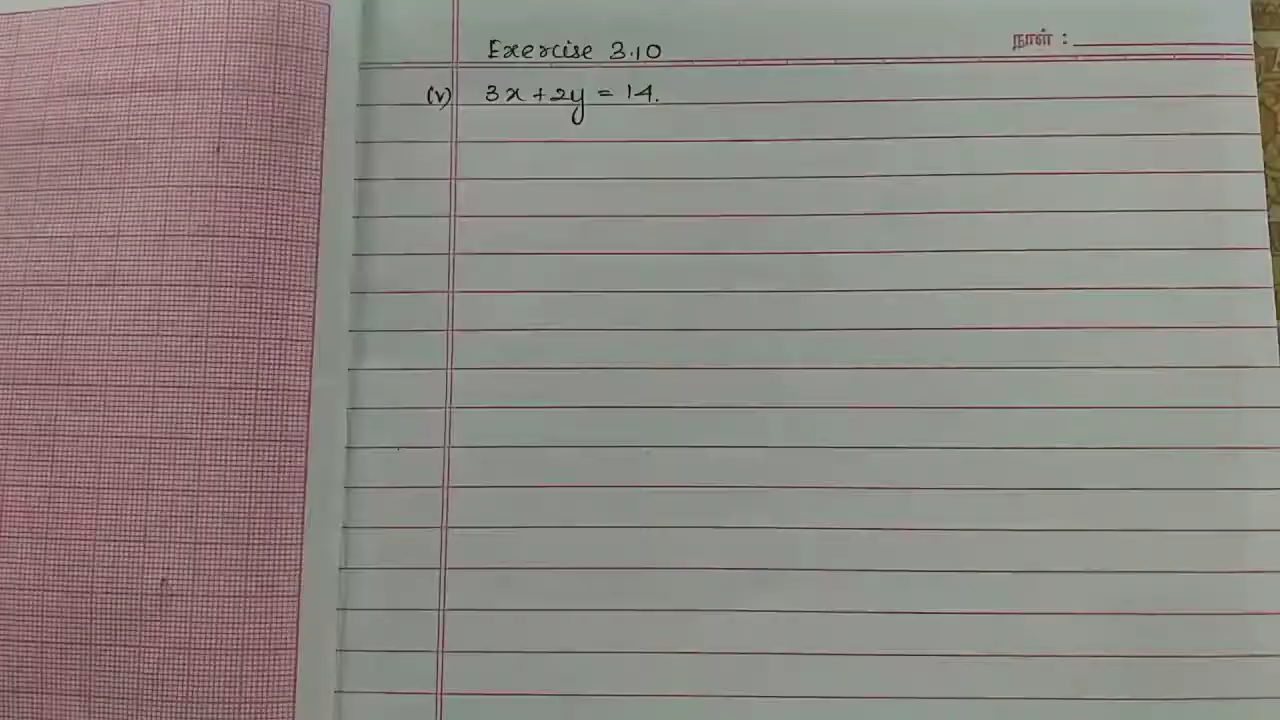 Exercise 3.10
நாள் :
(v) 3x + 2y = 14.